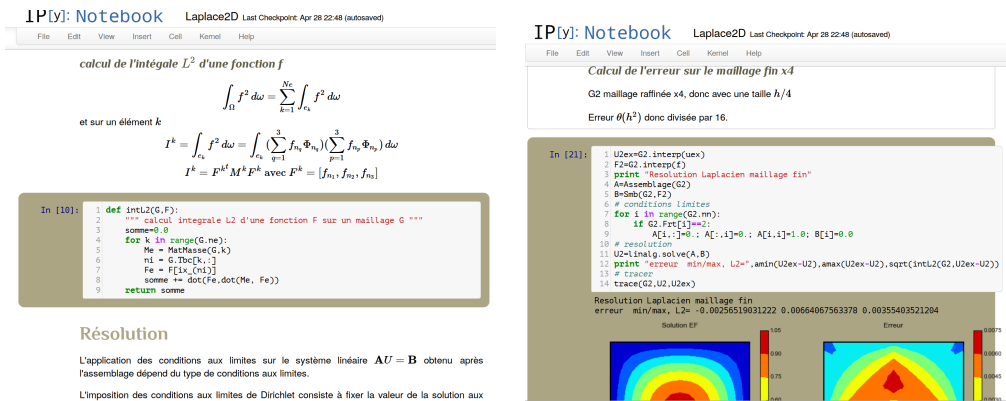 IP[y]: Notebook Laplace2D Last Checkpoint: Apr 28 22:48 (autosaved)
File Edit View Insert Cell Kernel Help
calcul de l'intégale L² d'une fonction f
∫_Ω f² dω = ∑_{k=1}^{Ne} ∫_{e_k} f² dω
et sur un élément k
I^k = ∫_{e_k} f² dω = ∫_{e_k} (∑_{q=1}^{3} f_{n_q} Φ_{n_q})(∑_{p=1}^{3} f_{n_p} Φ_{n_p}) dω
I^k = F^{k^t} M^k F^k avec F^k = [f_{n_1}, f_{n_2}, f_{n_3}]
In [10]:
1 def intL2(G,F):
2 """ calcul integrale L2 d'une fonction F sur un maillage G """
3 somme=0.0
4 for k in range(G.ne):
5 Me = MatMasse(G,k)
6 ni = G.Tbc[k,:]
7 Fe = F[ix_(ni)]
8 somme += dot(Fe,dot(Me, Fe))
9 return somme
Résolution
L'application des conditions aux limites sur le système linéaire AU = B obtenu après
l'assemblage dépend du type de conditions aux limites.
L'imposition des conditions aux limites de Dirichlet consiste à fixer la valeur de la solution aux
IP[y]: Notebook Laplace2D Last Checkpoint: Apr 28 22:48 (autosaved)
File Edit View Insert Cell Kernel Help
Calcul de l'erreur sur le maillage fin x4
G2 maillage raffinée x4, donc avec une taille h/4
Erreur θ(h²) donc divisée par 16.
In [21]:
1 U2ex=G2.interp(uex)
2 F2=G2.interp(f)
3 print "Resolution Laplacien maillage fin"
4 A=Assemblage(G2)
5 B=Smb(G2,F2)
6 # conditions limites
7 for i in range(G2.nn):
8 if G2.Frt[i]==2:
9 A[i,:]=0.; A[:,i]=0.; A[i,i]=1.0; B[i]=0.0
10 # resolution
11 U2=linalg.solve(A,B)
12 print "erreur min/max, L2=",amin(U2ex-U2),amax(U2ex-U2),sqrt(intL2(G2,U2ex-U2))
13 # tracer
14 trace(G2,U2,U2ex)
Resolution Laplacien maillage fin
erreur min/max, L2= -0.00256519031222 0.00664067563378 0.00355403521204
Solution EF
1.05
0.90
0.75
Erreur
0.0075
0.0060
0.0045